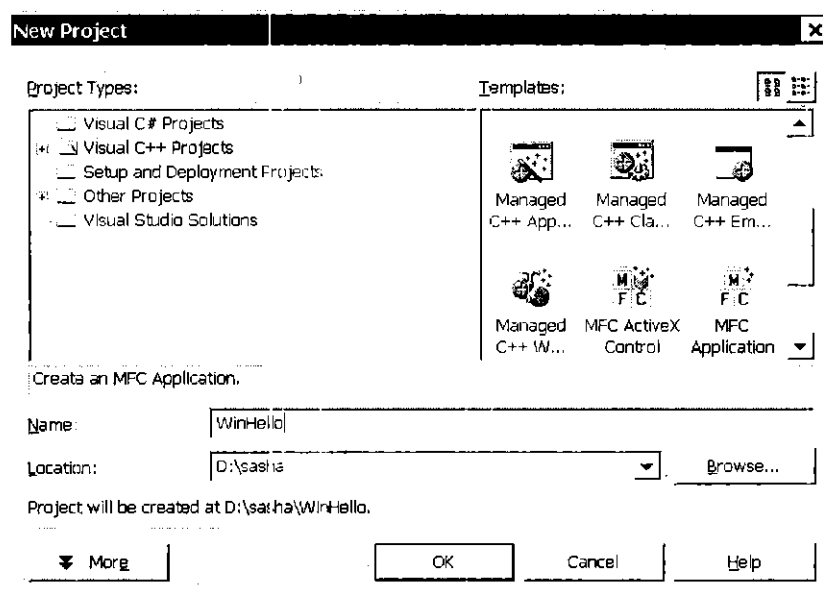 New Project
Project Types:
Templates:
Visual C# Projects
Visual C++ Projects
Setup and Deployment Projects
Other Projects
Visual Studio Solutions
Managed C++ App...
Managed C++ Cla...
Managed C++ Em...
Managed C++ W...
MFC ActiveX Control
MFC Application
Create an MFC Application.
Name:
WinHello
Location:
D:\sasha
Browse...
Project will be created at D:\sasha\WinHello.
More
OK
Cancel
Help